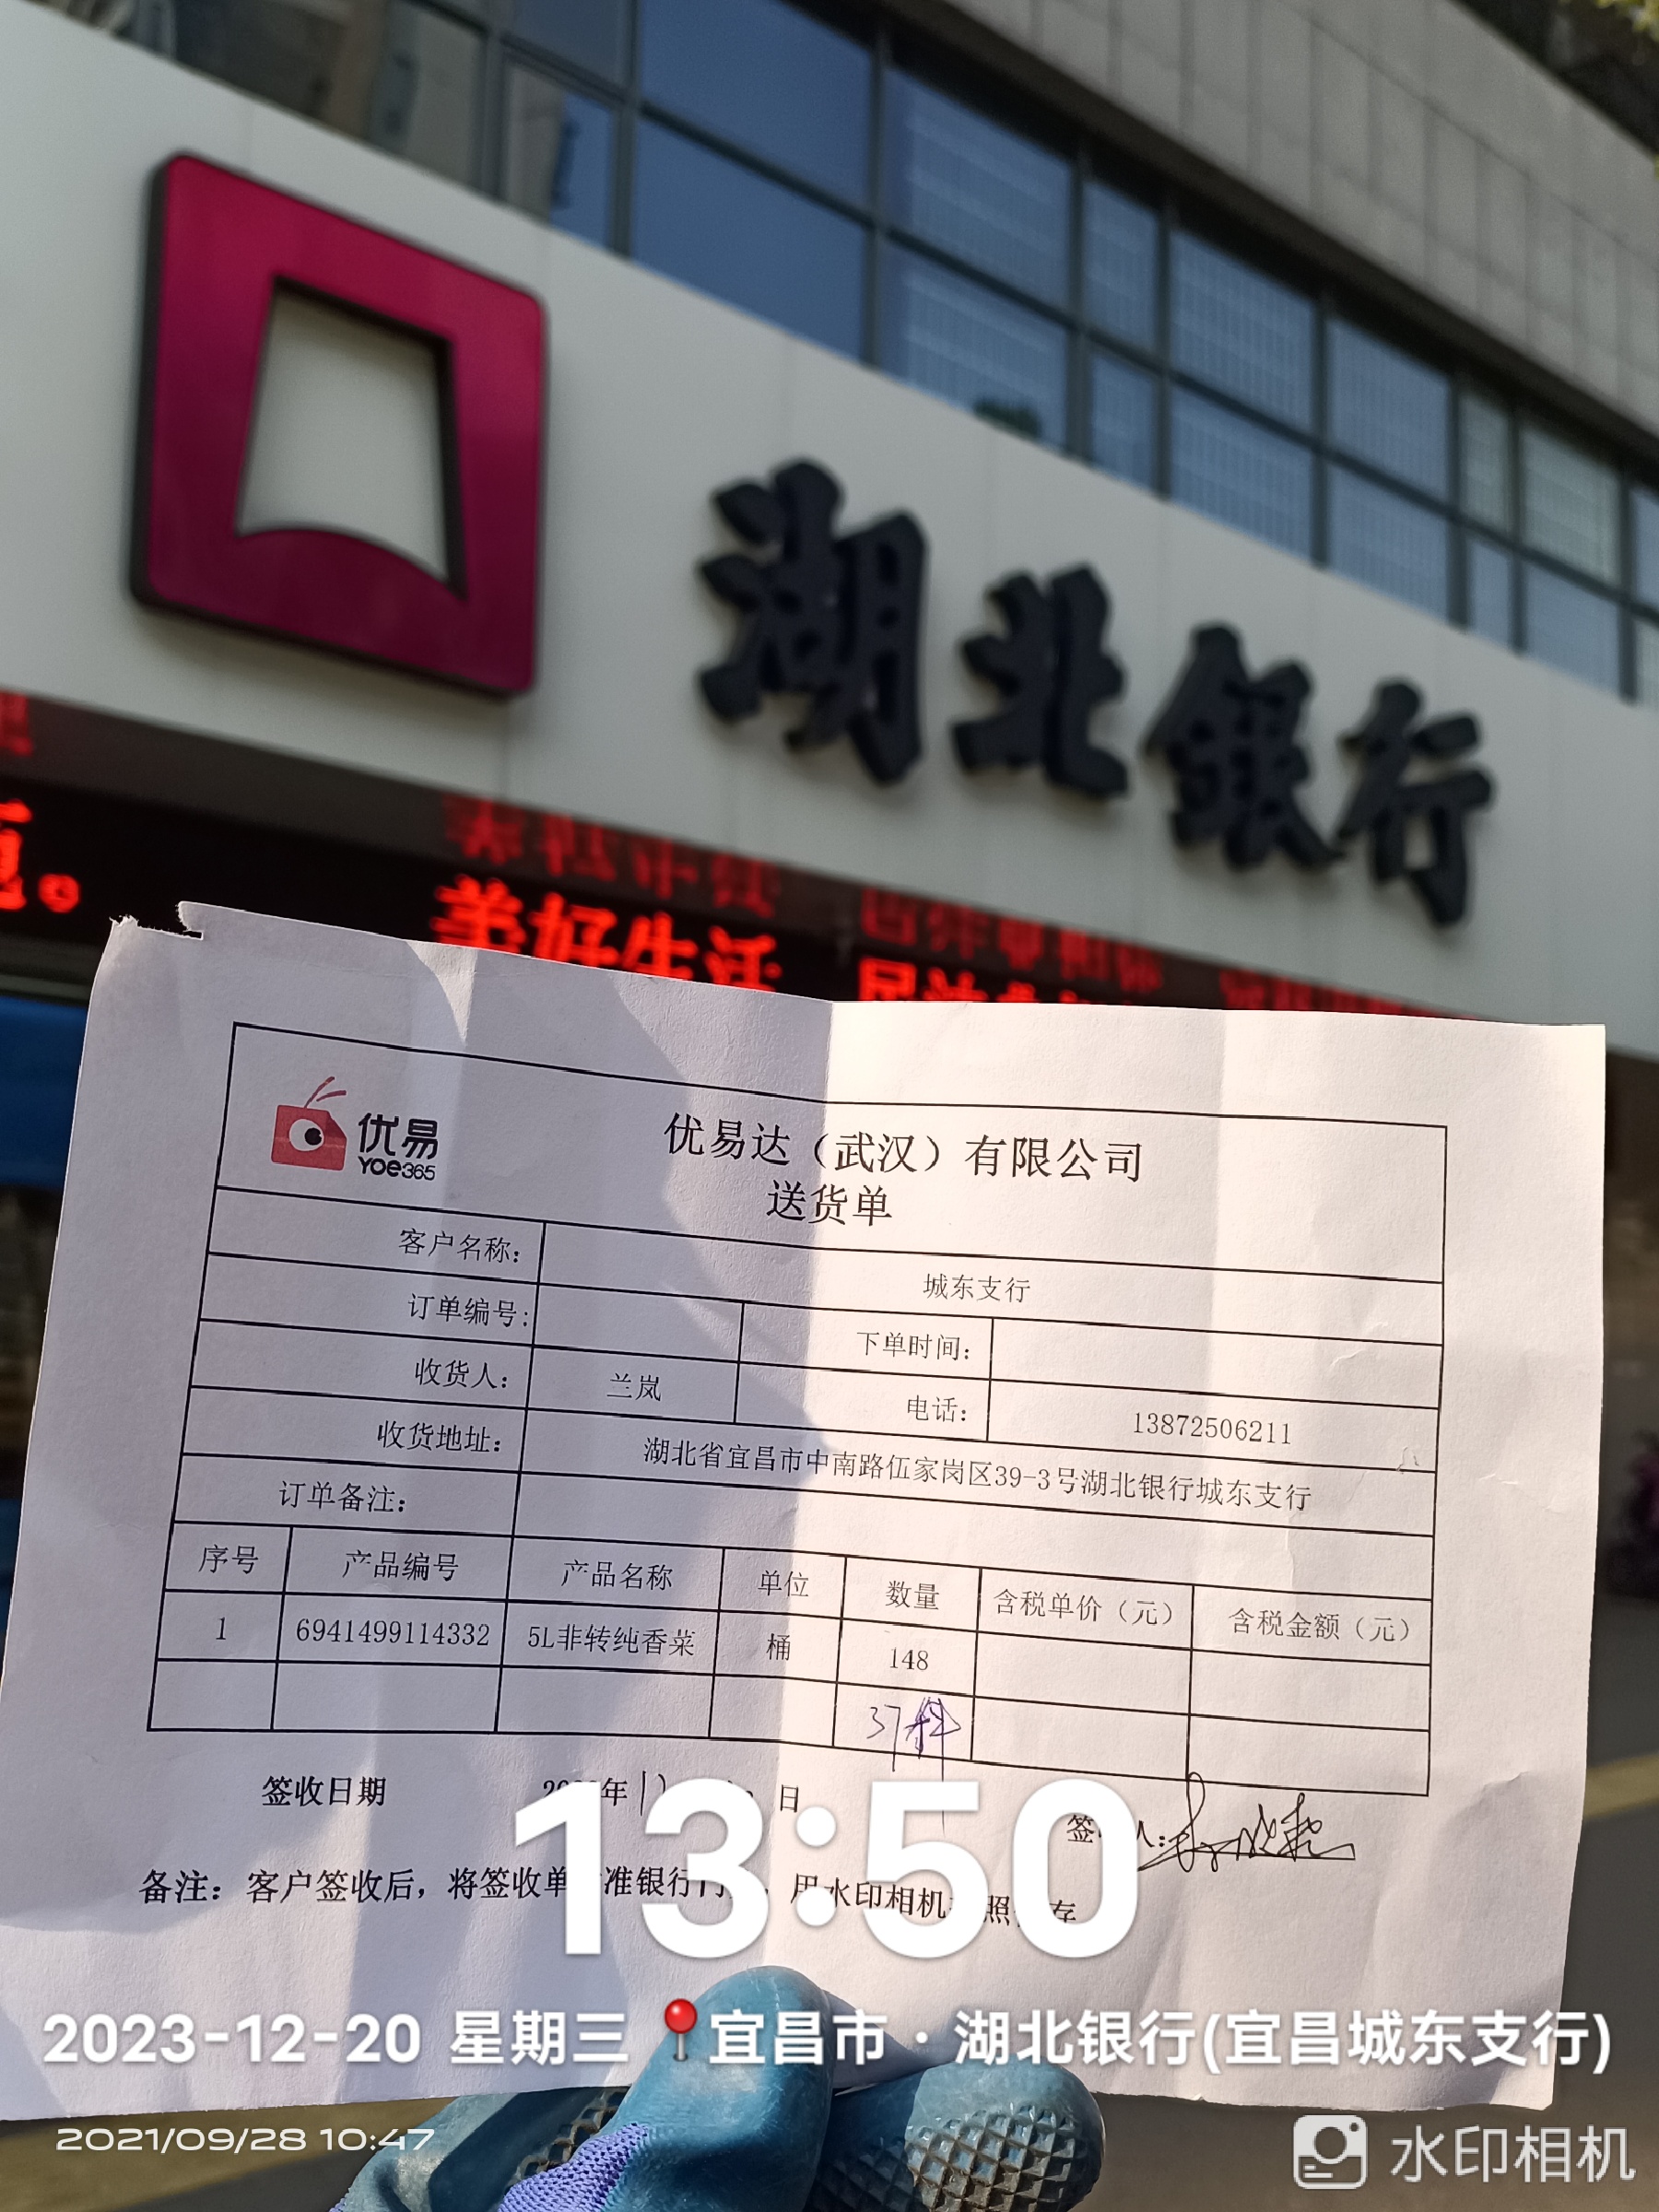 湖北银行
美好生活
优易
YOe365
优易达（武汉）有限公司
送货单
客户名称： 城东支行
订单编号： 下单时间：
收货人： 兰岚 电话： 13872506211
收货地址： 湖北省宜昌市中南路伍家岗区39-3号湖北银行城东支行
订单备注：
序号 产品编号 产品名称 单位 数量 含税单价（元） 含税金额（元）
1 6941499114332 5L非转纯香菜 桶 148
37件
签收日期 年 日 签 人：
备注：客户签收后，将签收单 准银行门 ，用水印相机 照 存
13:50
2023-12-20 星期三 宜昌市·湖北银行(宜昌城东支行)
2021/09/28 10:47
水印相机